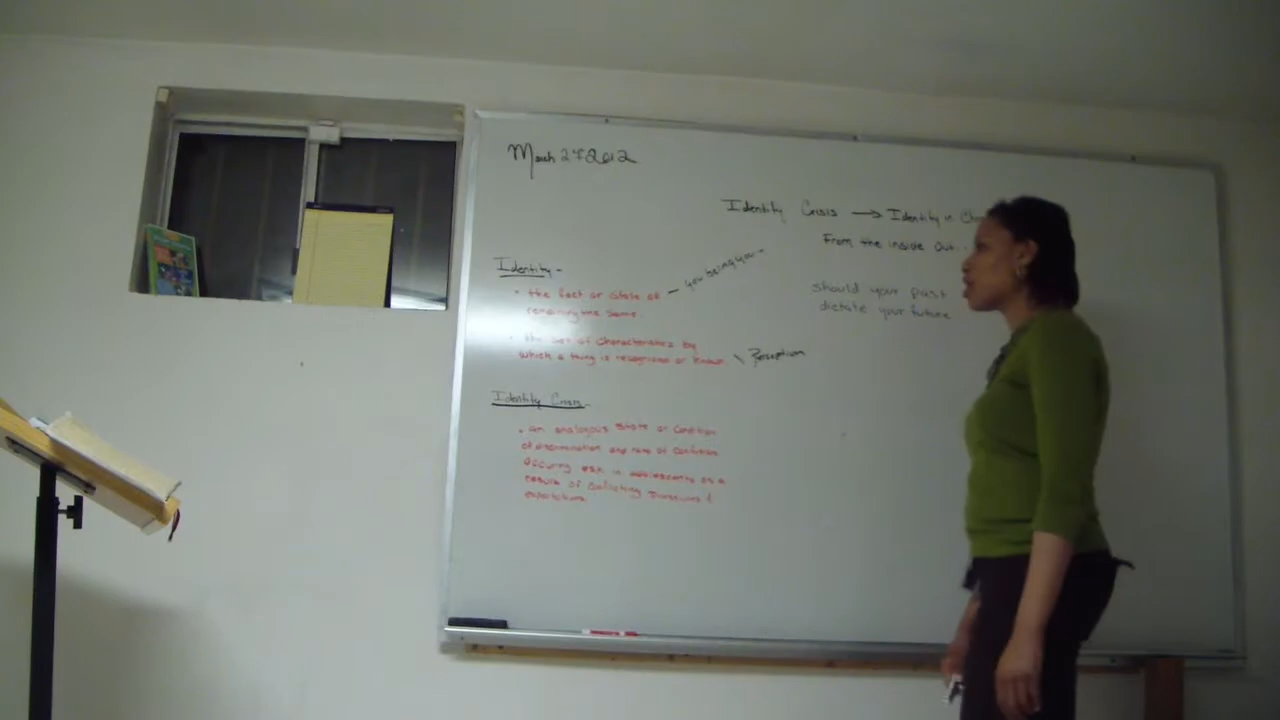 March 27 2012
Identity Crisis → Identity in
From the inside out
Identity -
- you being you -
• the fact or state of
remaining the same.
should your past
dictate your future
• the set of characteristics by
which a thing is recognized or known
\ Perception
Identity Crisis
• an analogous state or condition
of discrimination and role of confusion
occuring esk in adolescents as a
result of conflicting pressures &
expectations